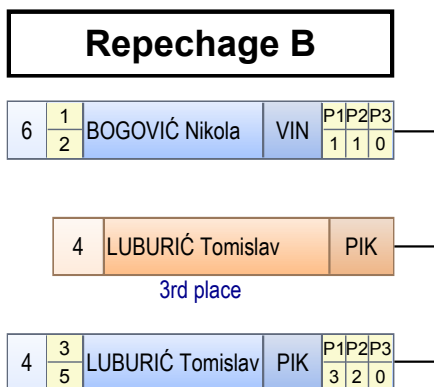 Repechage B
6 1 2 BOGOVIĆ Nikola VIN P1 P2 P3 1 1 0
4 LUBURIĆ Tomislav PIK
3rd place
4 3 5 LUBURIĆ Tomislav PIK P1 P2 P3 3 2 0